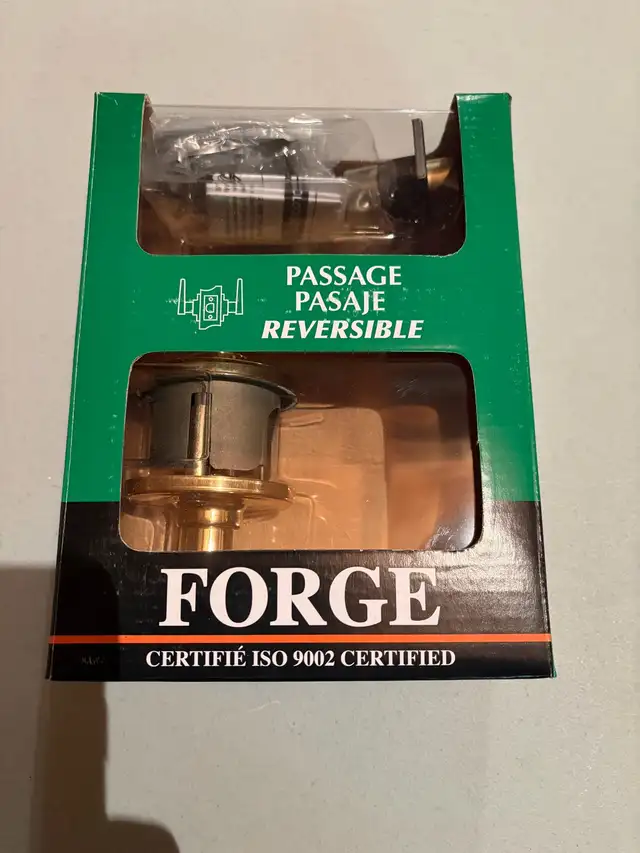 PASSAGE
PASAJE
REVERSIBLE
FORGE
CERTIFIÉ ISO 9002 CERTIFIED